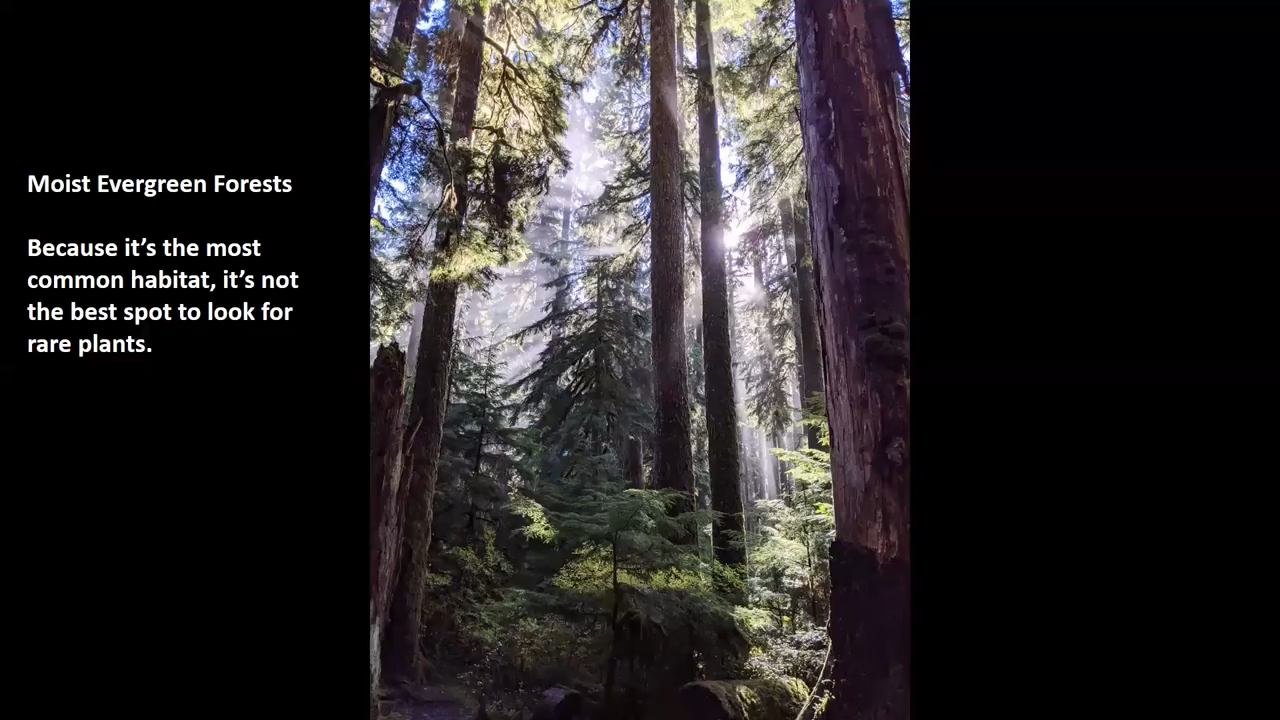 Moist Evergreen Forests
Because it’s the most
common habitat, it’s not
the best spot to look for
rare plants.